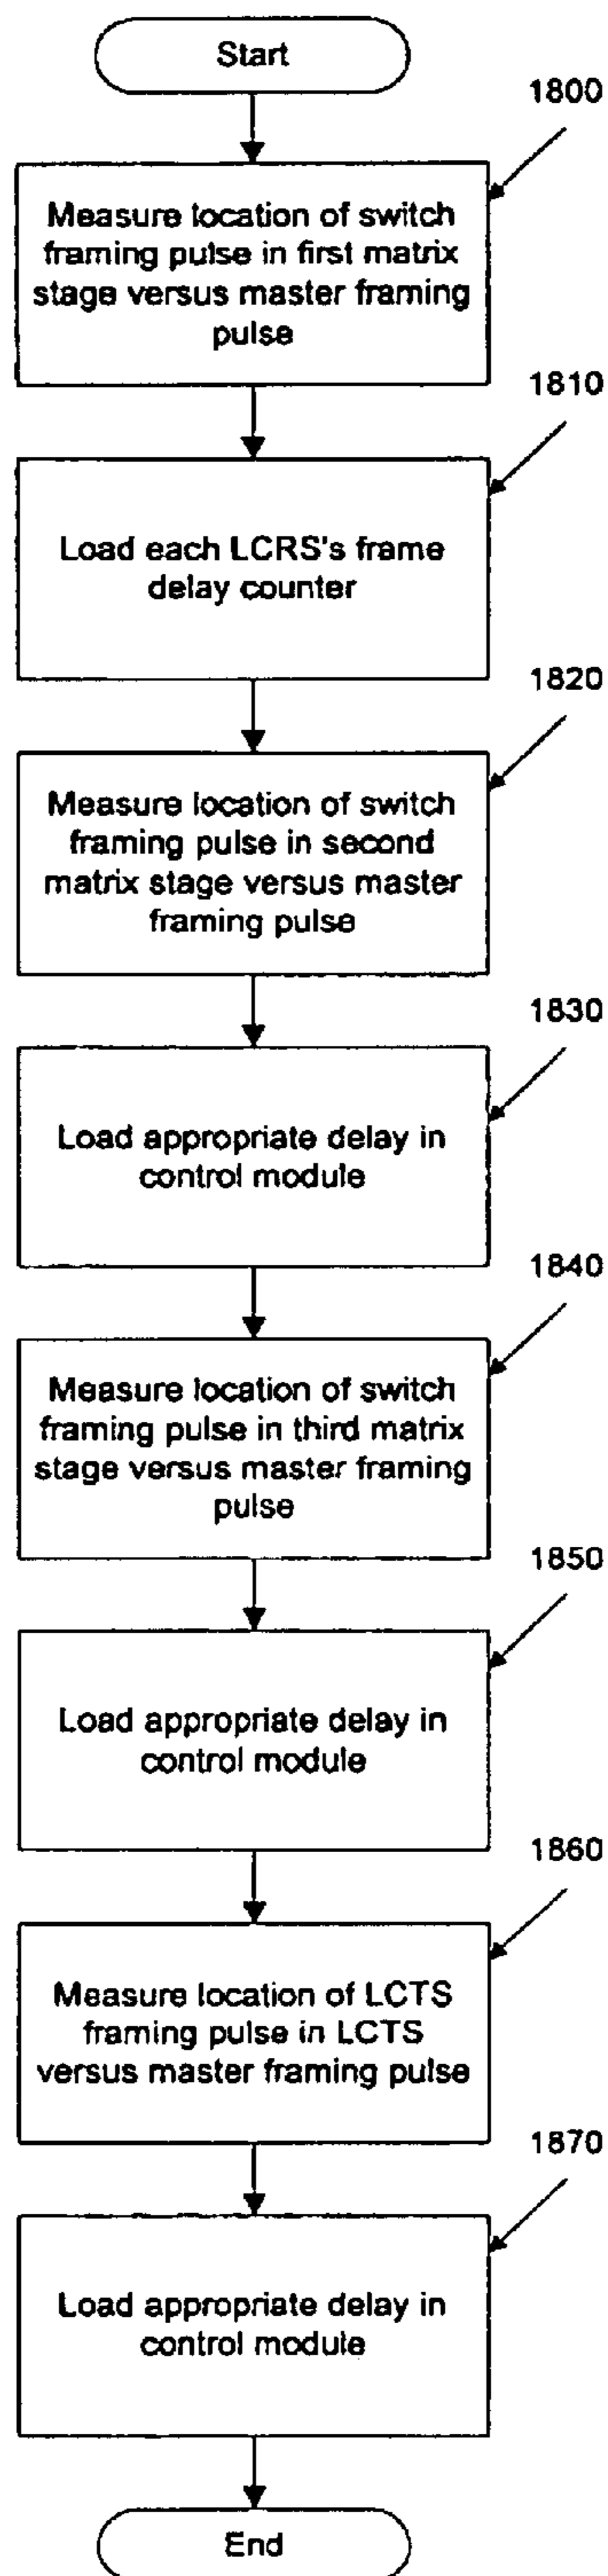 Start
1800
Measure location of switch
framing pulse in first matrix
stage versus master framing
pulse
1810
Load each LCRS's frame
delay counter
1820
Measure location of switch
framing pulse in second
matrix stage versus master
framing pulse
1830
Load appropriate delay in
control module
1840
Measure location of switch
framing pulse in third matrix
stage versus master framing
pulse
1850
Load appropriate delay in
control module
1860
Measure location of LCTS
framing pulse in LCTS
versus master framing pulse
1870
Load appropriate delay in
control module
End